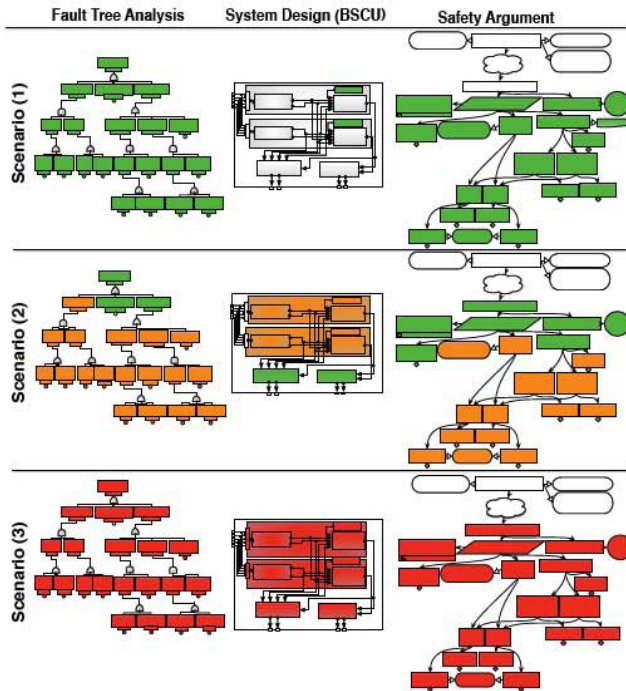 Fault Tree Analysis
System Design (BSCU)
Safety Argument
Scenario (1)
Scenario (2)
Scenario (3)